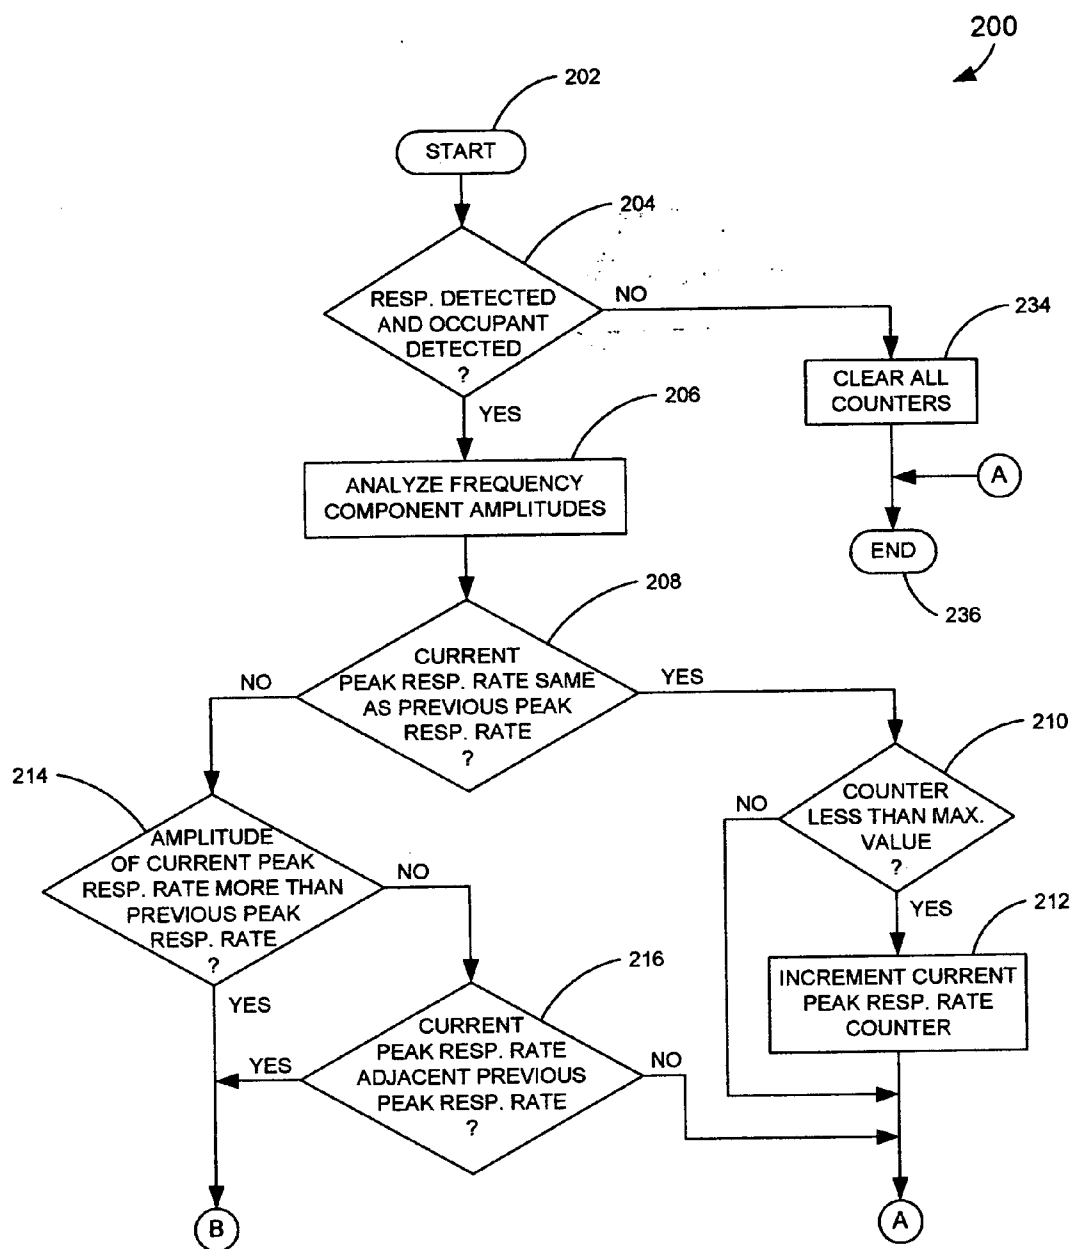 200
202
START
204
RESP. DETECTED
AND OCCUPANT
DETECTED
?
NO
YES
234
CLEAR ALL
COUNTERS
A
END
236
206
ANALYZE FREQUENCY
COMPONENT AMPLITUDES
208
CURRENT
PEAK RESP. RATE SAME
AS PREVIOUS PEAK
RESP. RATE
?
NO
YES
210
COUNTER
LESS THAN MAX.
VALUE
?
NO
YES
212
INCREMENT CURRENT
PEAK RESP. RATE
COUNTER
214
AMPLITUDE
OF CURRENT PEAK
RESP. RATE MORE THAN
PREVIOUS PEAK
RESP. RATE
?
NO
YES
216
CURRENT
PEAK RESP. RATE
ADJACENT PREVIOUS
PEAK RESP. RATE
?
YES
NO
B
A